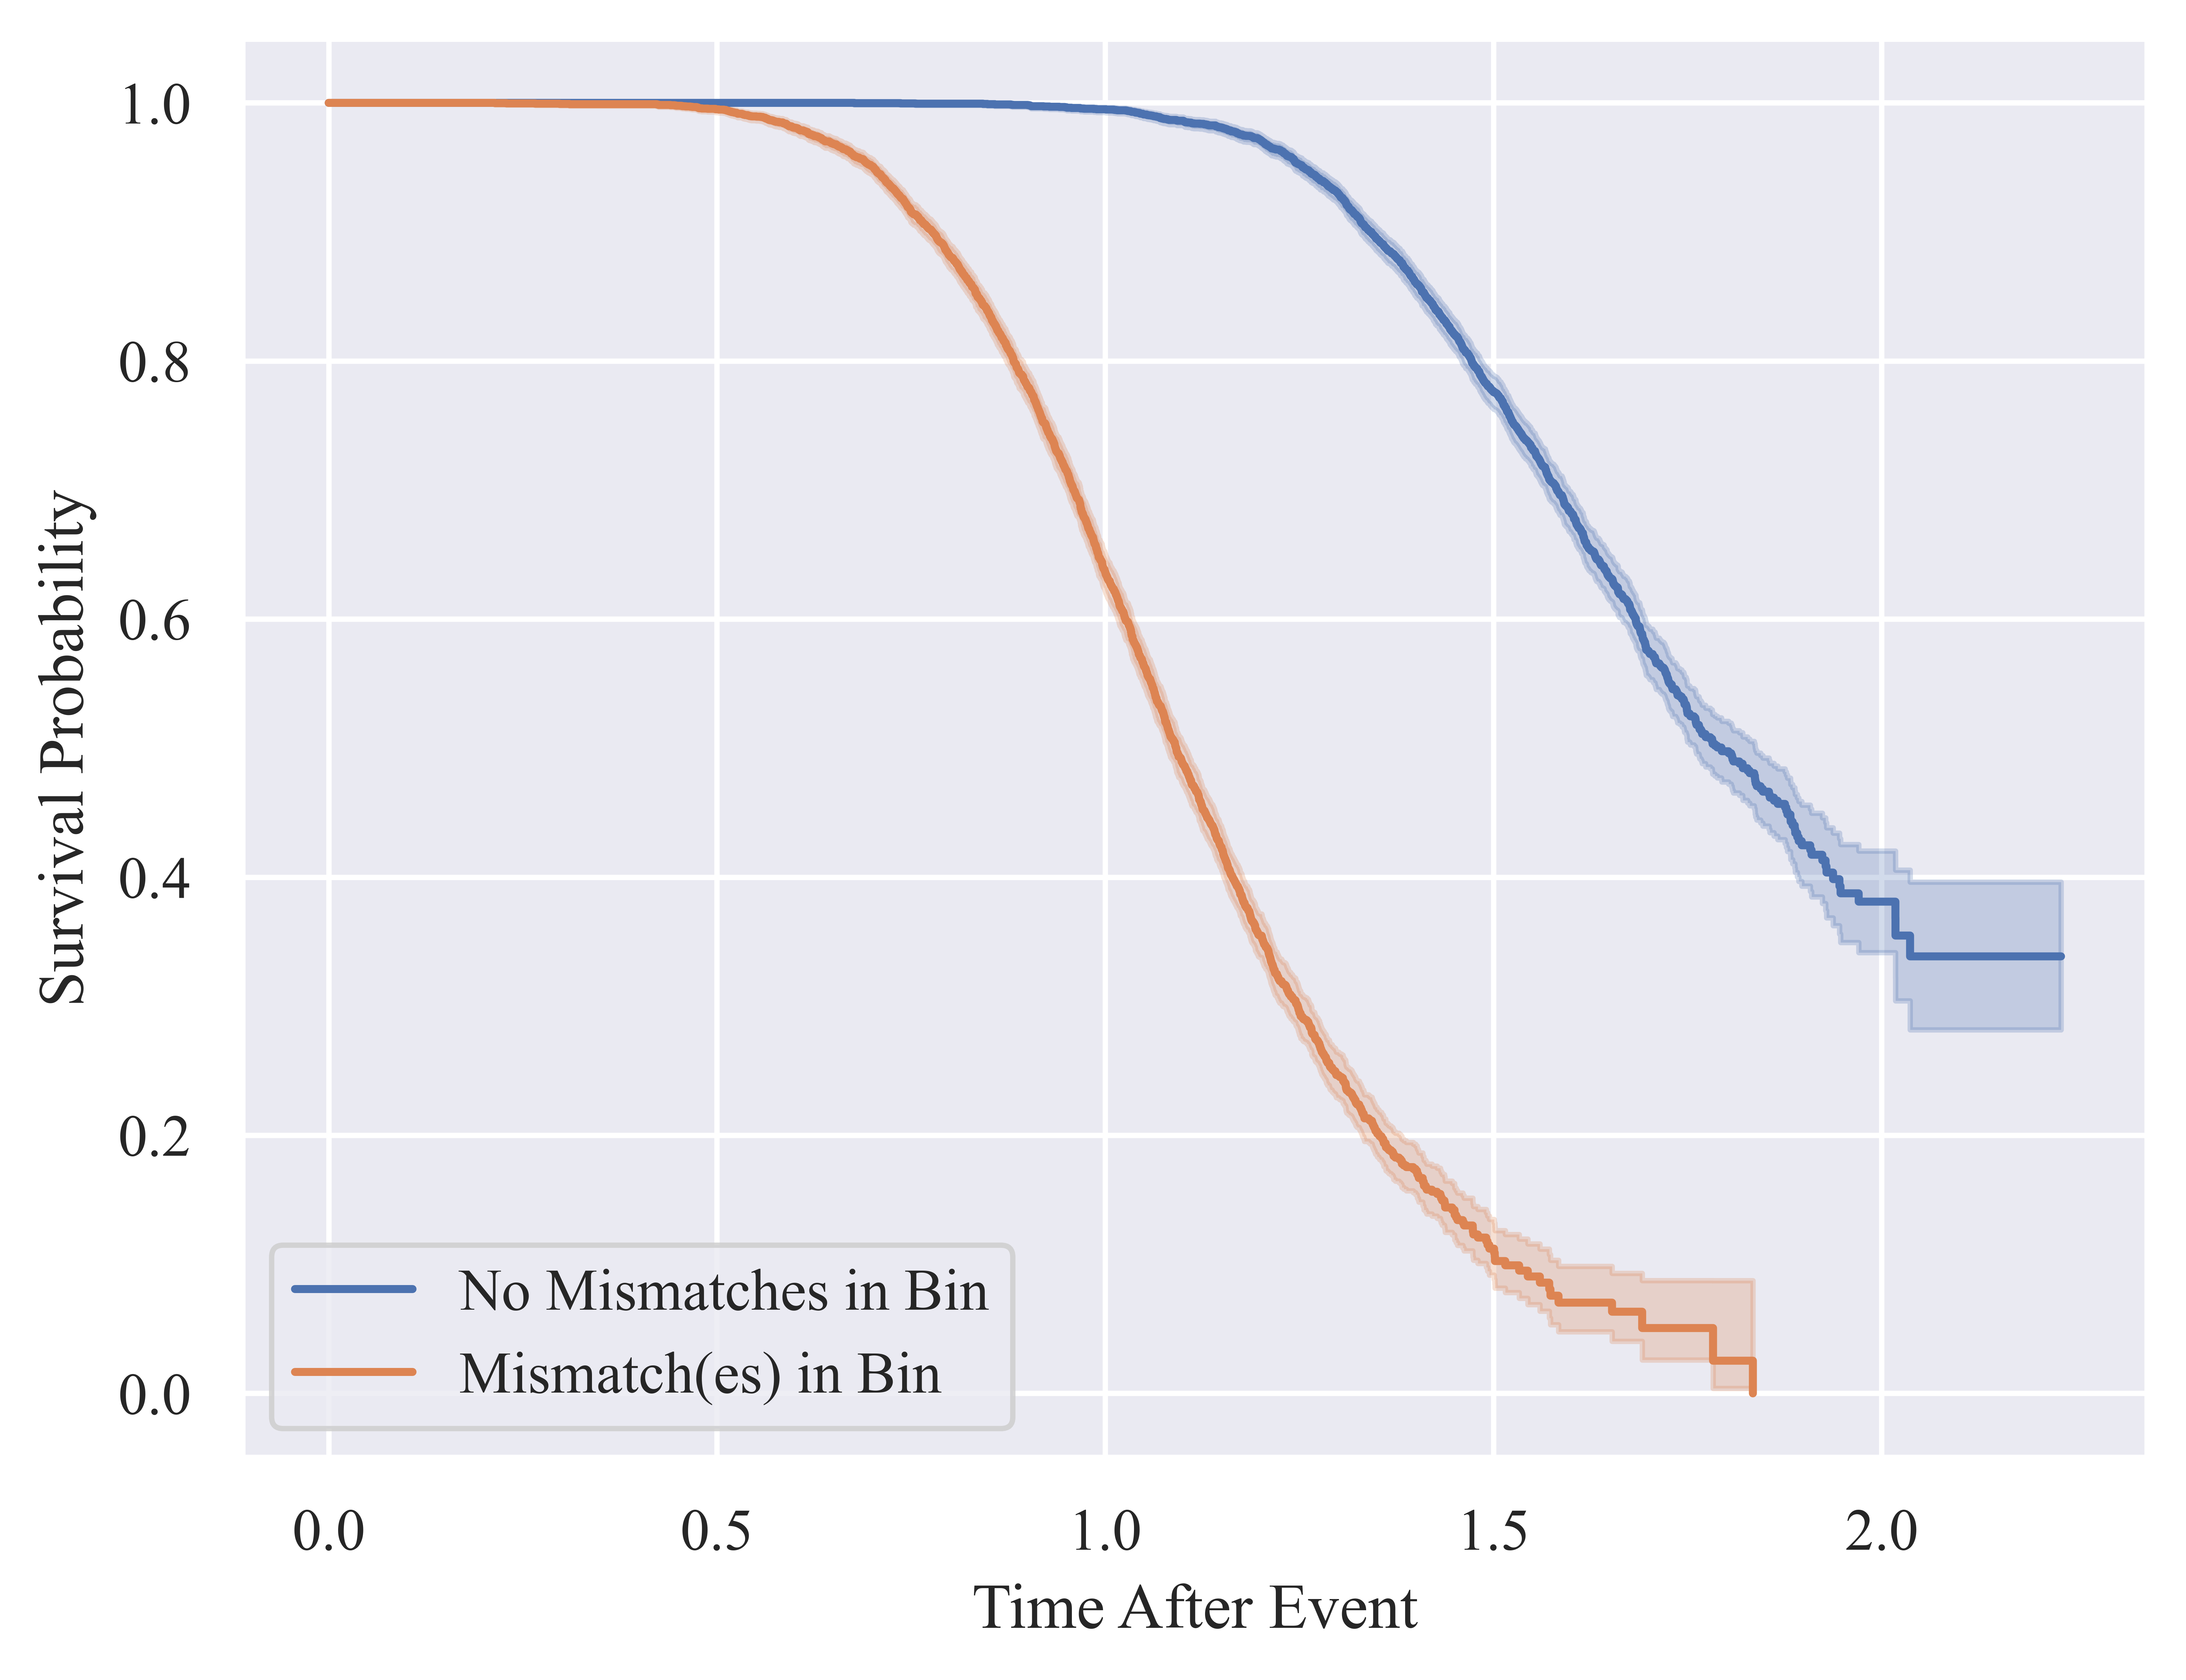 1.0
0.8
0.6
0.4
0.2
0.0
Survival Probability
No Mismatches in Bin
Mismatch(es) in Bin
0.0 0.5 1.0 1.5 2.0
Time After Event